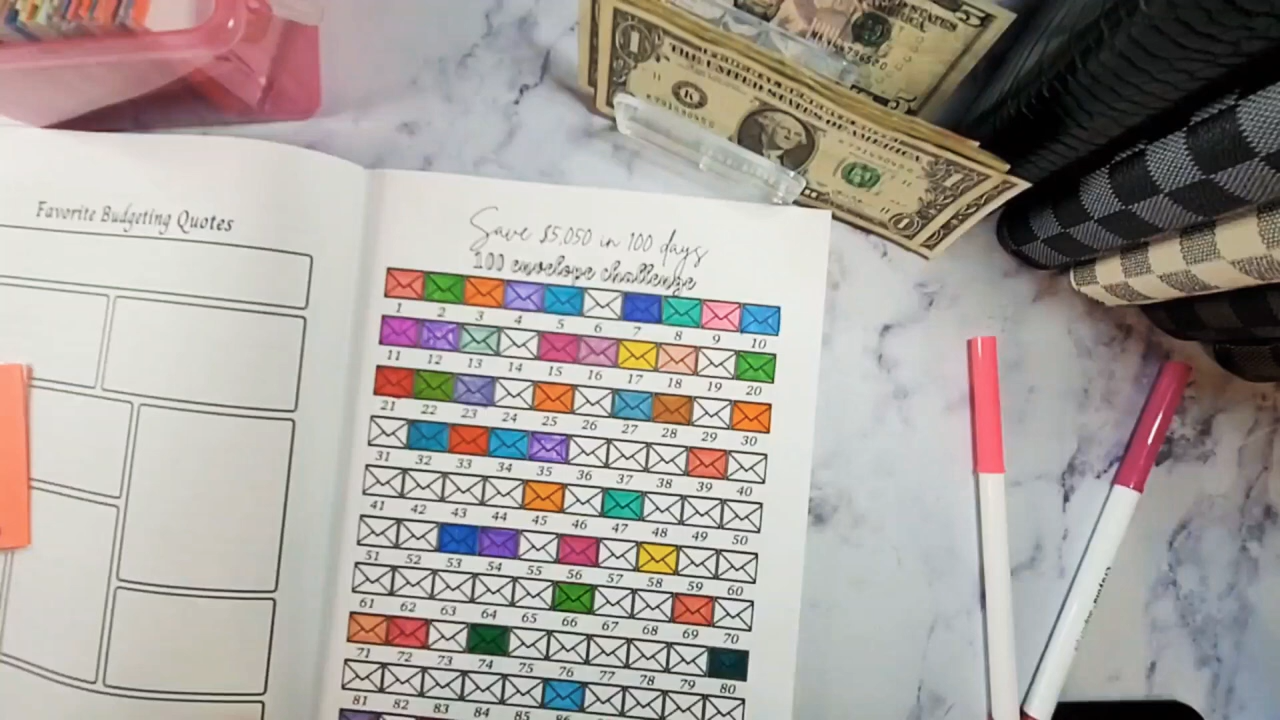 Favorite Budgeting Quotes
Save $5,050 in 100 days
100 envelope challenge
1 2 3 4 5 6 7 8 9 10
11 12 13 14 15 16 17 18 19 20
21 22 23 24 25 26 27 28 29 30
31 32 33 34 35 36 37 38 39 40
41 42 43 44 45 46 47 48 49 50
51 52 53 54 55 56 57 58 59 60
61 62 63 64 65 66 67 68 69 70
71 72 73 74 75 76 77 78 79 80
81 82 83 84 85 86
THE UNITED STATES OF AMERICA
1
K
5